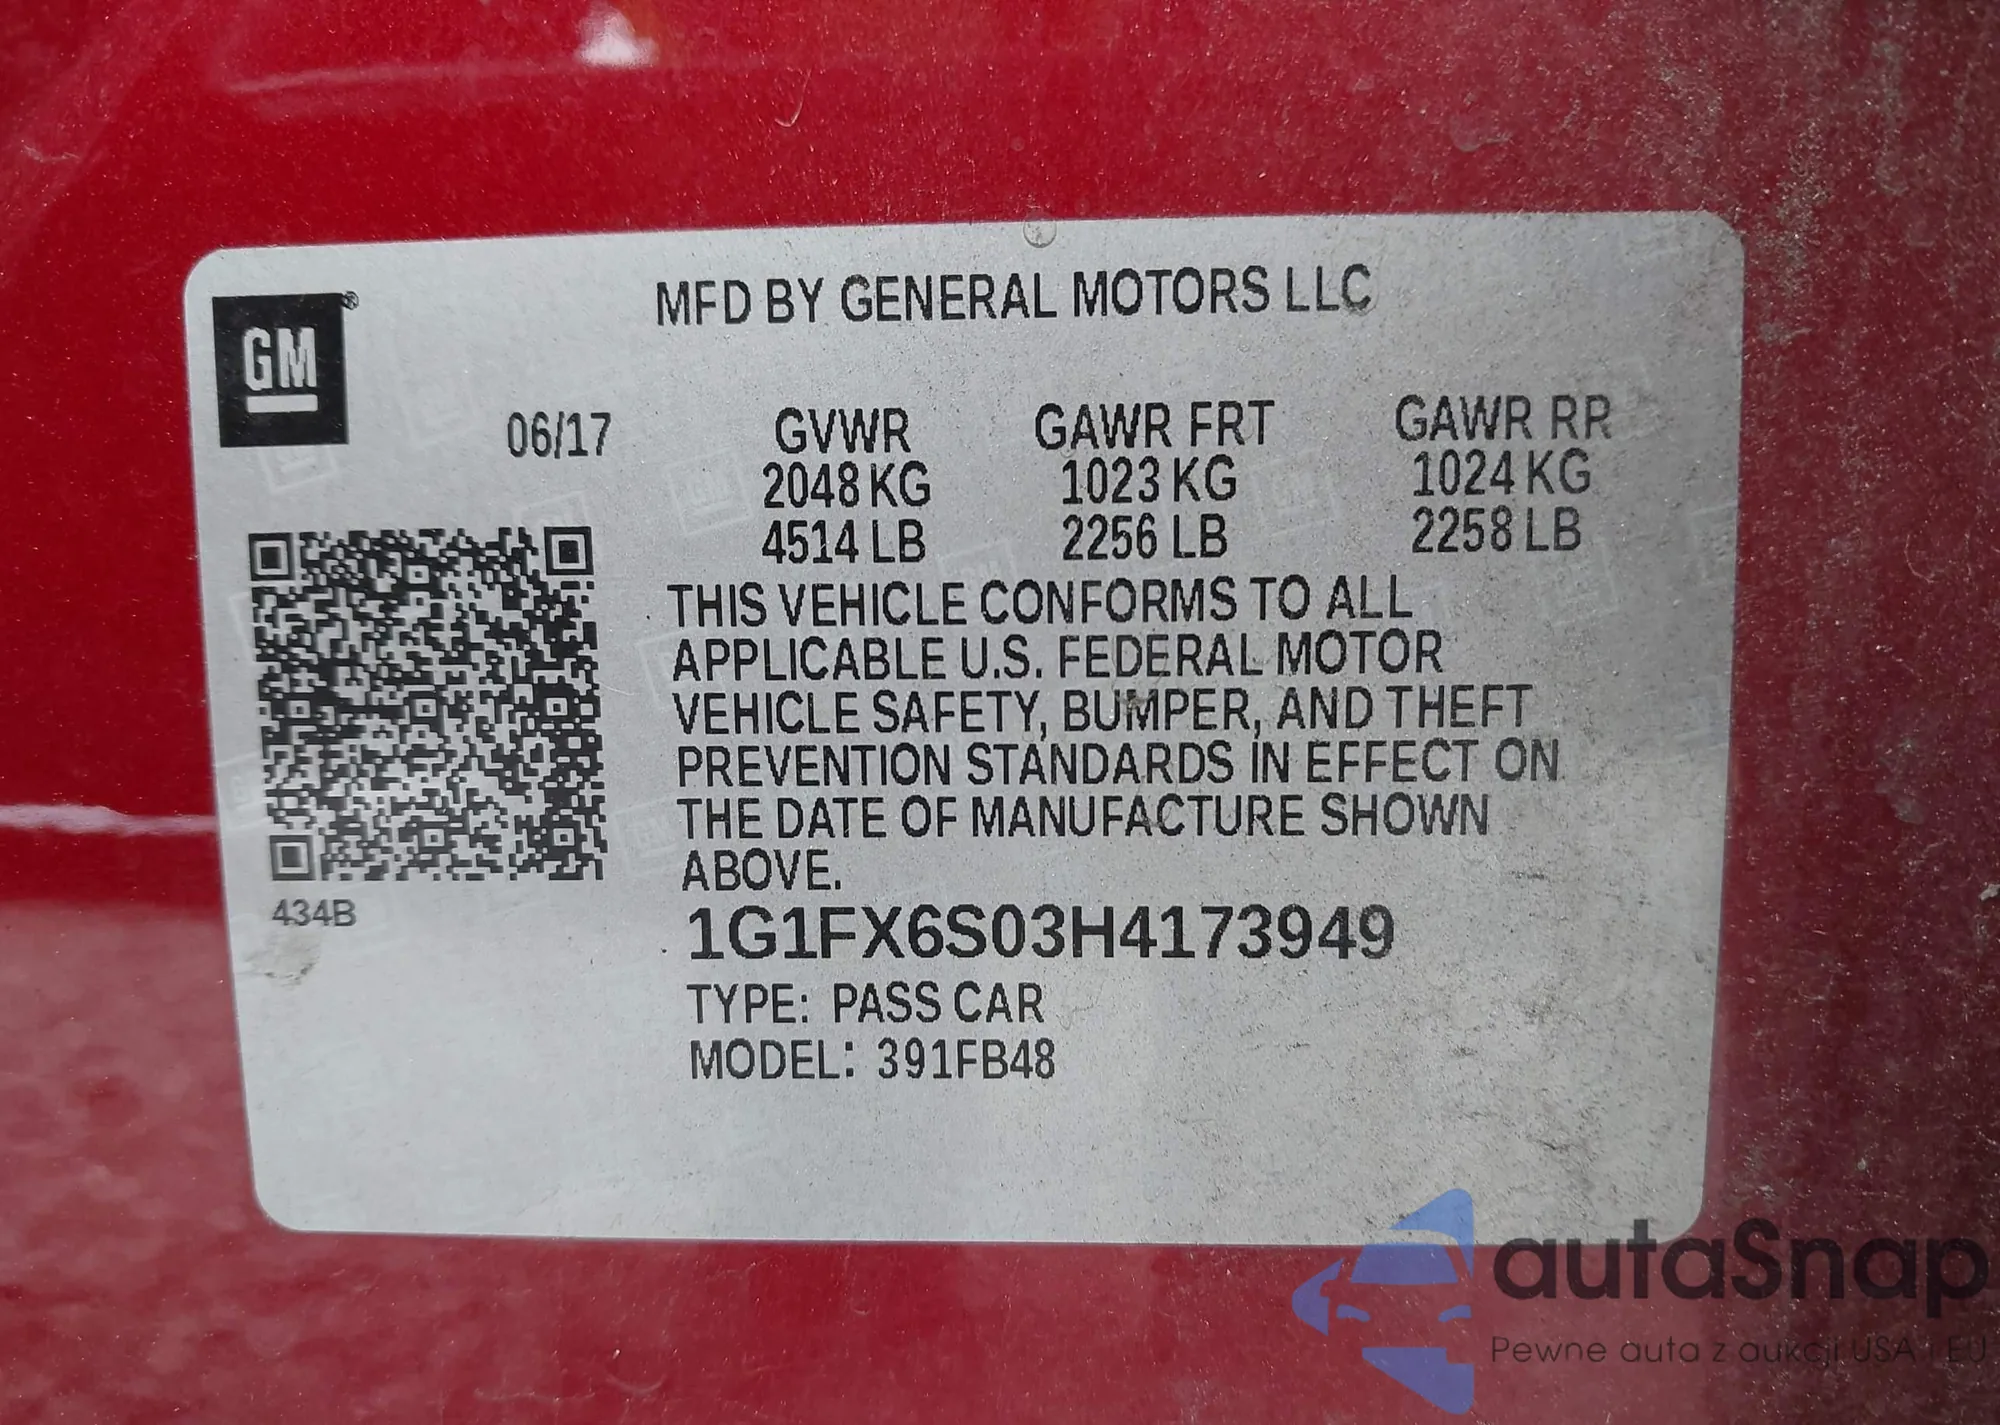 MFD BY GENERAL MOTORS LLC
GM®
06/17 GVWR GAWR FRT GAWR RR
2048 KG 1023 KG 1024 KG
4514 LB 2256 LB 2258 LB
THIS VEHICLE CONFORMS TO ALL
APPLICABLE U.S. FEDERAL MOTOR
VEHICLE SAFETY, BUMPER, AND THEFT
PREVENTION STANDARDS IN EFFECT ON
THE DATE OF MANUFACTURE SHOWN
ABOVE.
434B
1G1FX6S03H4173949
TYPE: PASS CAR
MODEL: 391FB48
autaSnap
Pewne auta z aukcji USA i EU